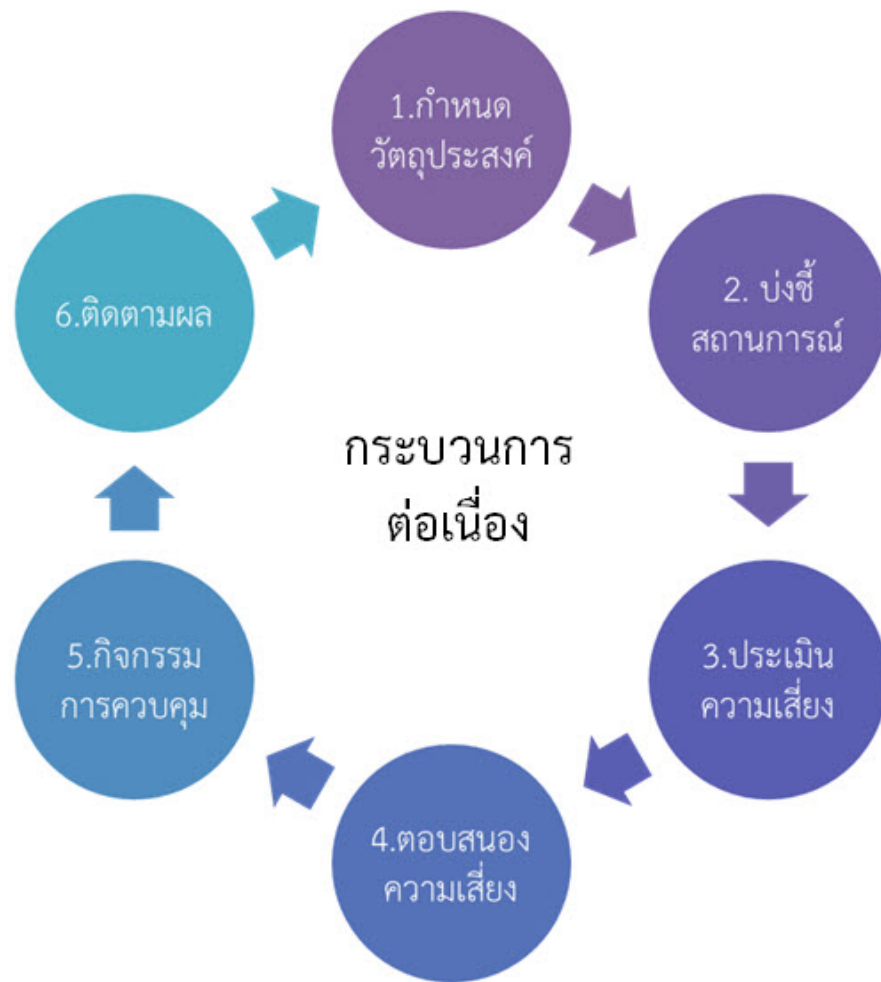 1.กำหนด
วัตถุประสงค์
2. บ่งชี้
สถานการณ์
3.ประเมิน
ความเสี่ยง
4.ตอบสนอง
ความเสี่ยง
5.กิจกรรม
การควบคุม
6.ติดตามผล
กระบวนการ
ต่อเนื่อง